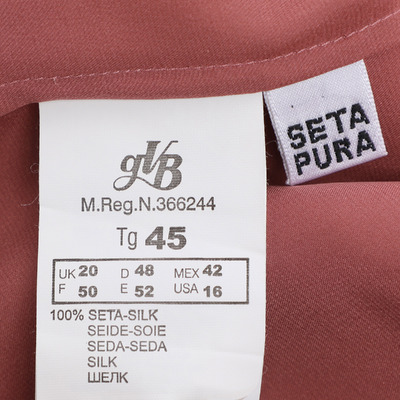 gVB
M.Reg.N.366244
Tg 45
UK 20 D 48 MEX 42
F 50 E 52 USA 16
100% SETA-SILK
SEIDE-SOIE
SEDA-SEDA
SILK
ШЕЛК
SETA
PURA